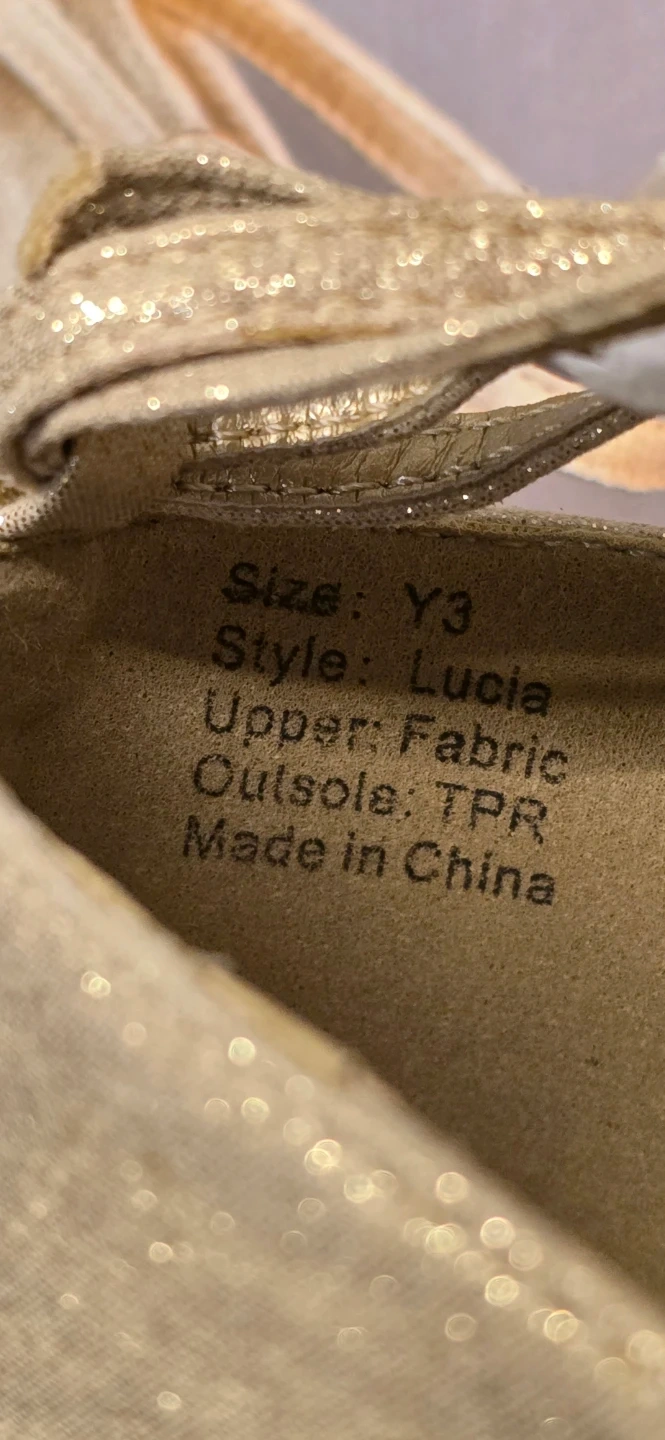 Size: Y3
Style: Lucia
Upper: Fabric
Outsole: TPR
Made in China